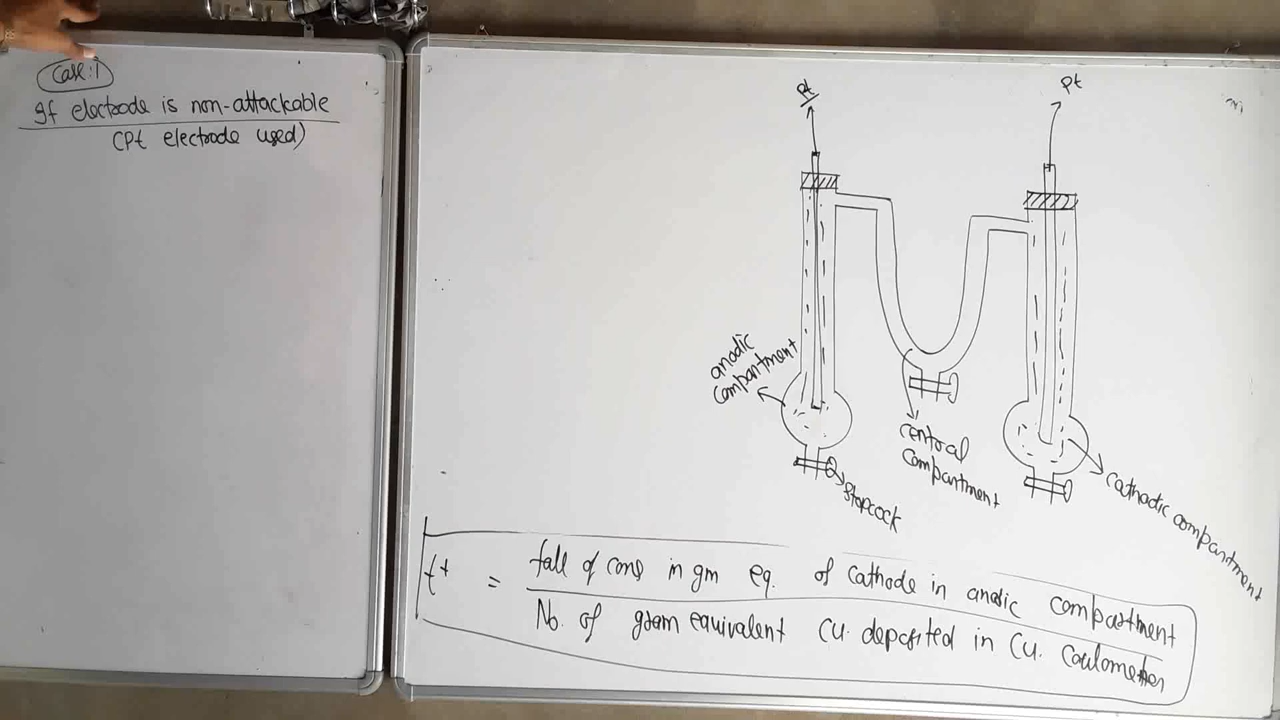 Case:1
If electrode is non-attackable
(Pt electrode used)
Pt
Pt
anodic
compartment
central
compartment
stopcock
cathodic compartment
t+ = fall of conc in gm eq. of cathode in anodic compartment
No. of gram equivalent Cu. deposited in Cu. Coulometer